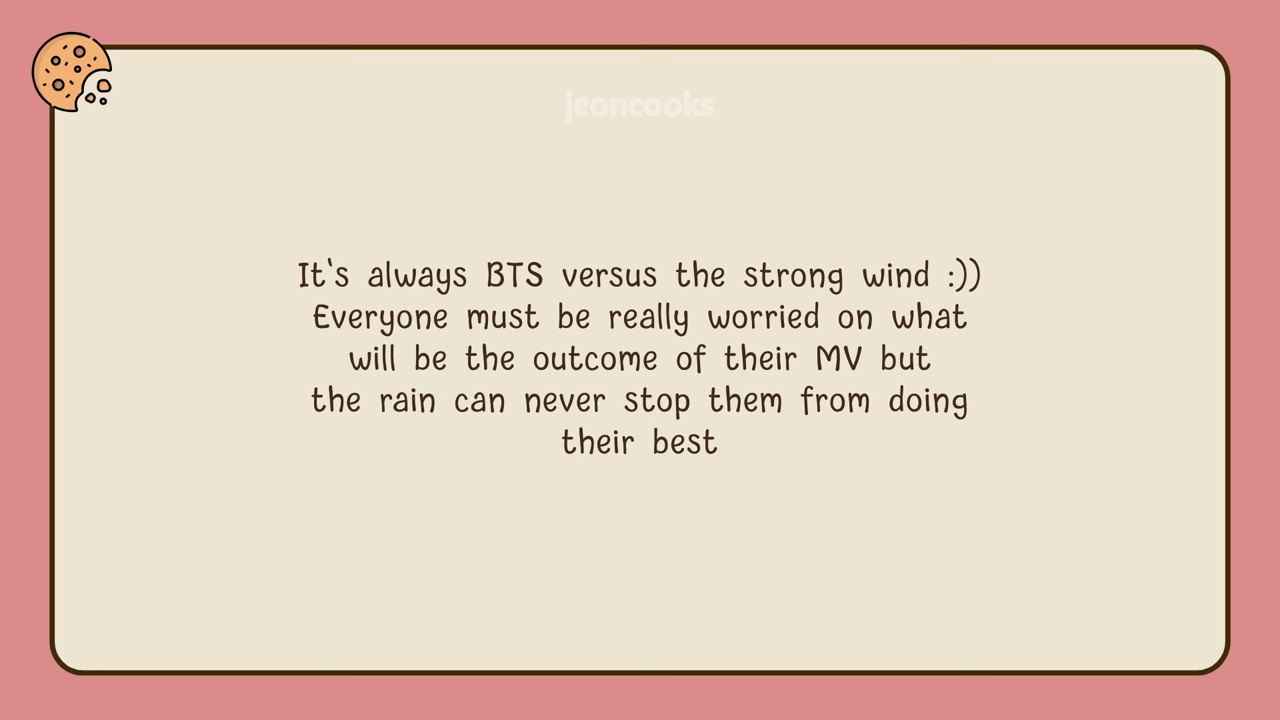 jeoncooks
It's always BTS versus the strong wind :))
Everyone must be really worried on what
will be the outcome of their MV but
the rain can never stop them from doing
their best